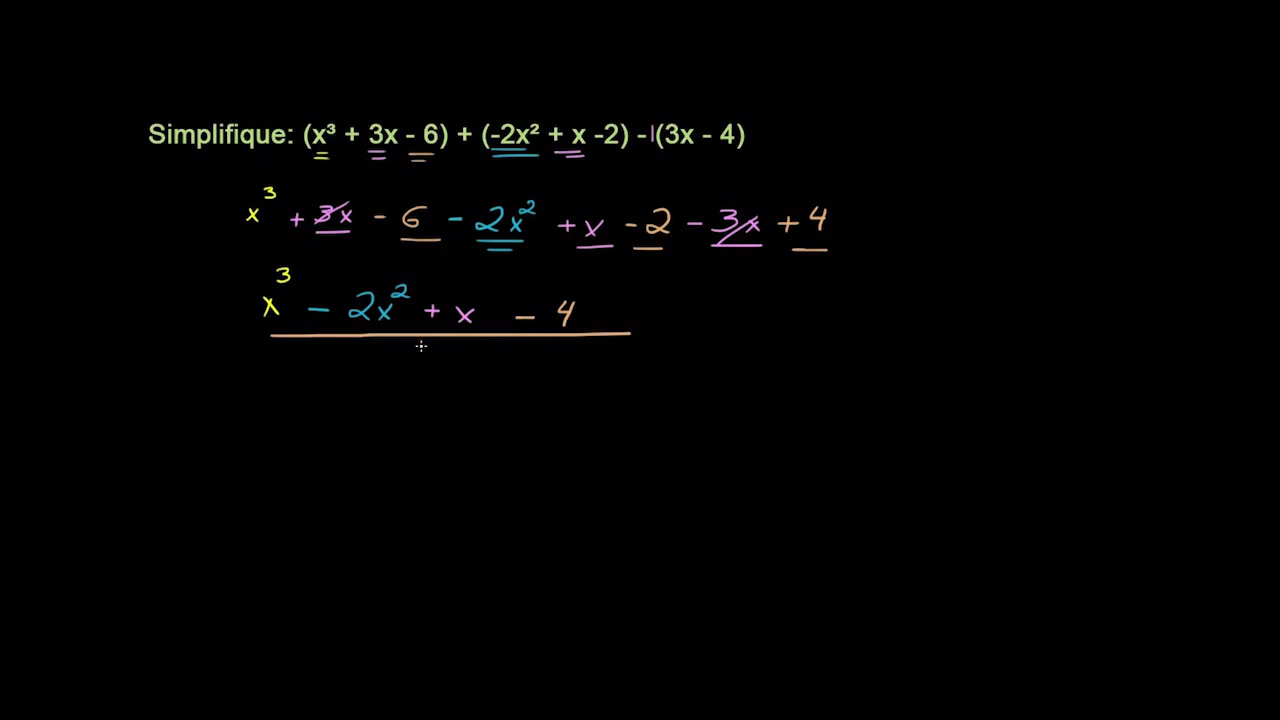 Simplifique: (x³ + 3x - 6) + (-2x² + x -2) - 1(3x - 4)
x³ + 3x - 6 - 2x² + x - 2 - 3x + 4
x³ - 2x² + x - 4